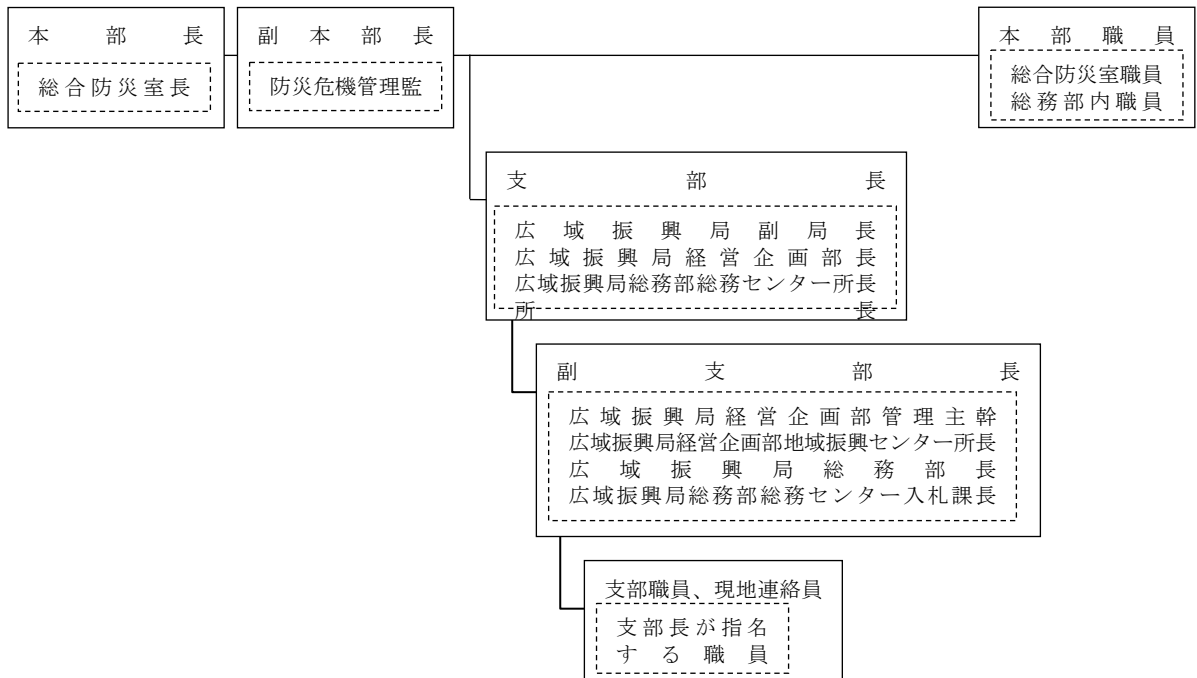 本部長
総合防災室長
副本部長
防災危機管理監
本部職員
総合防災室職員
総務部内職員
支部長
広域振興局副局長
広域振興局経営企画部長
広域振興局総務部総務センター所長
所長
副支部長
広域振興局経営企画部管理主幹
広域振興局経営企画部地域振興センター所長
広域振興局総務部長
広域振興局総務部総務センター入札課長
支部職員、現地連絡員
支部長が指名
する職員